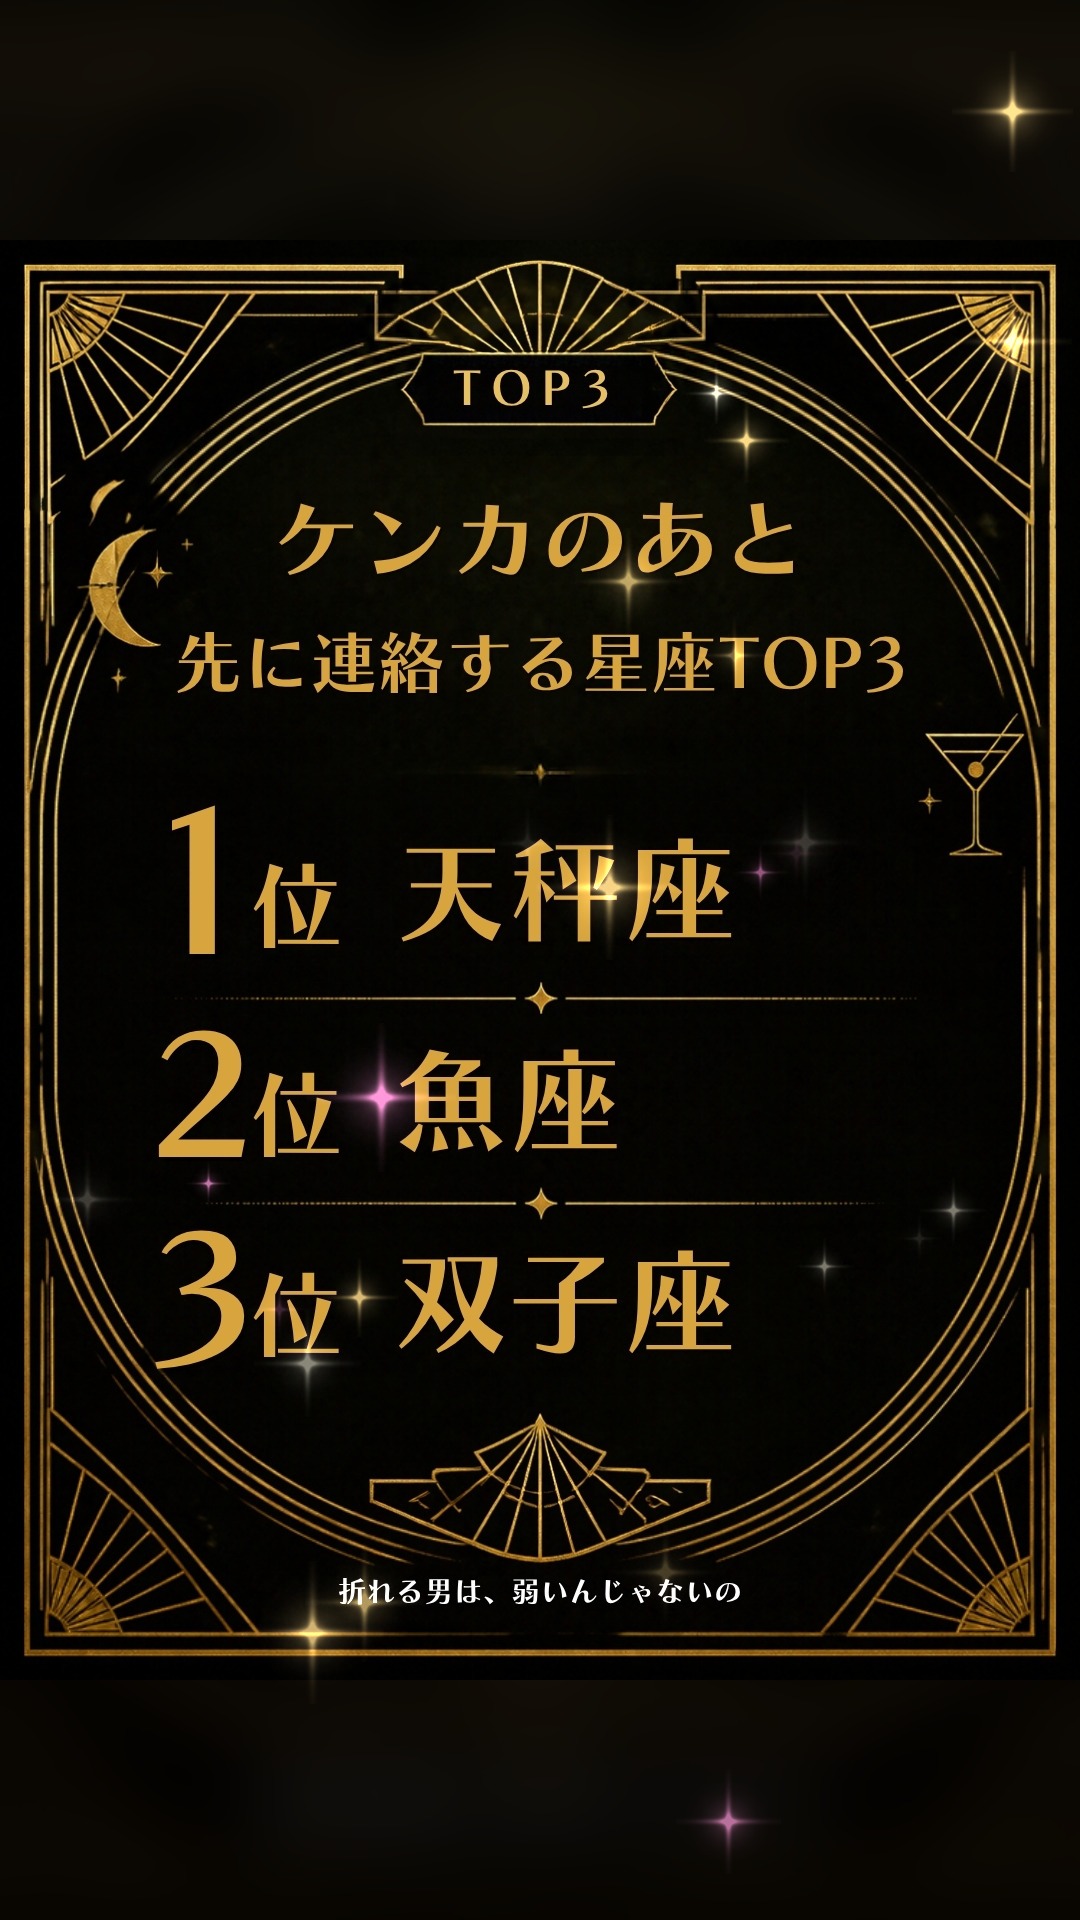 TOP3
ケンカのあと
先に連絡する星座TOP3
1位 天秤座
2位 魚座
3位 双子座
折れる男は、弱いんじゃないの